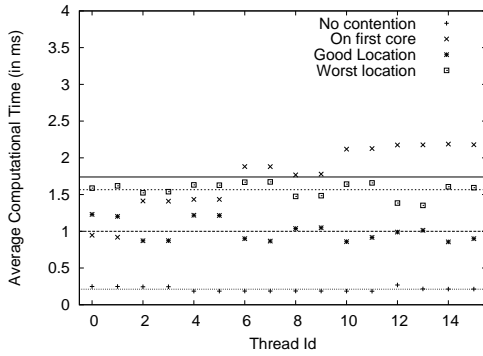 Average Computational Time (in ms)
4
3.5
3
2.5
2
1.5
1
0.5
0
No contention
On first core
Good Location
Worst location
0 2 4 6 8 10 12 14
Thread Id